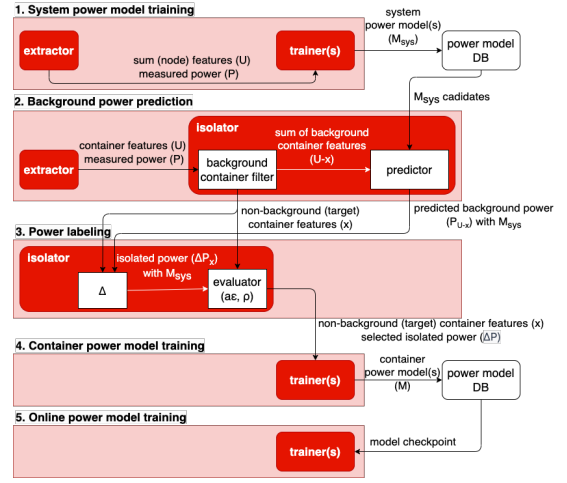 1. System power model triaining
extractor
sum (node) features (U)
measured power (P)
trainer(s)
system
power model(s)
(Msys)
power model
DB
Msys cadidates
2. Background power prediction
extractor
container features (U)
measured power (P)
isolator
background
container filter
sum of background
container features
(U-x)
predictor
non-background (target)
container features (x)
predicted background power
(PU-x) with Msys
3. Power labeling
isolator
Δ
isolated power (ΔPx)
with Msys
evaluator
(aε, ρ)
non-background (target) container features (x)
selected isolated power (ΔP)
4. Container power model training
trainer(s)
container
power model(s)
(M)
power model
DB
5. Online power model training
trainer(s)
model checkpoint